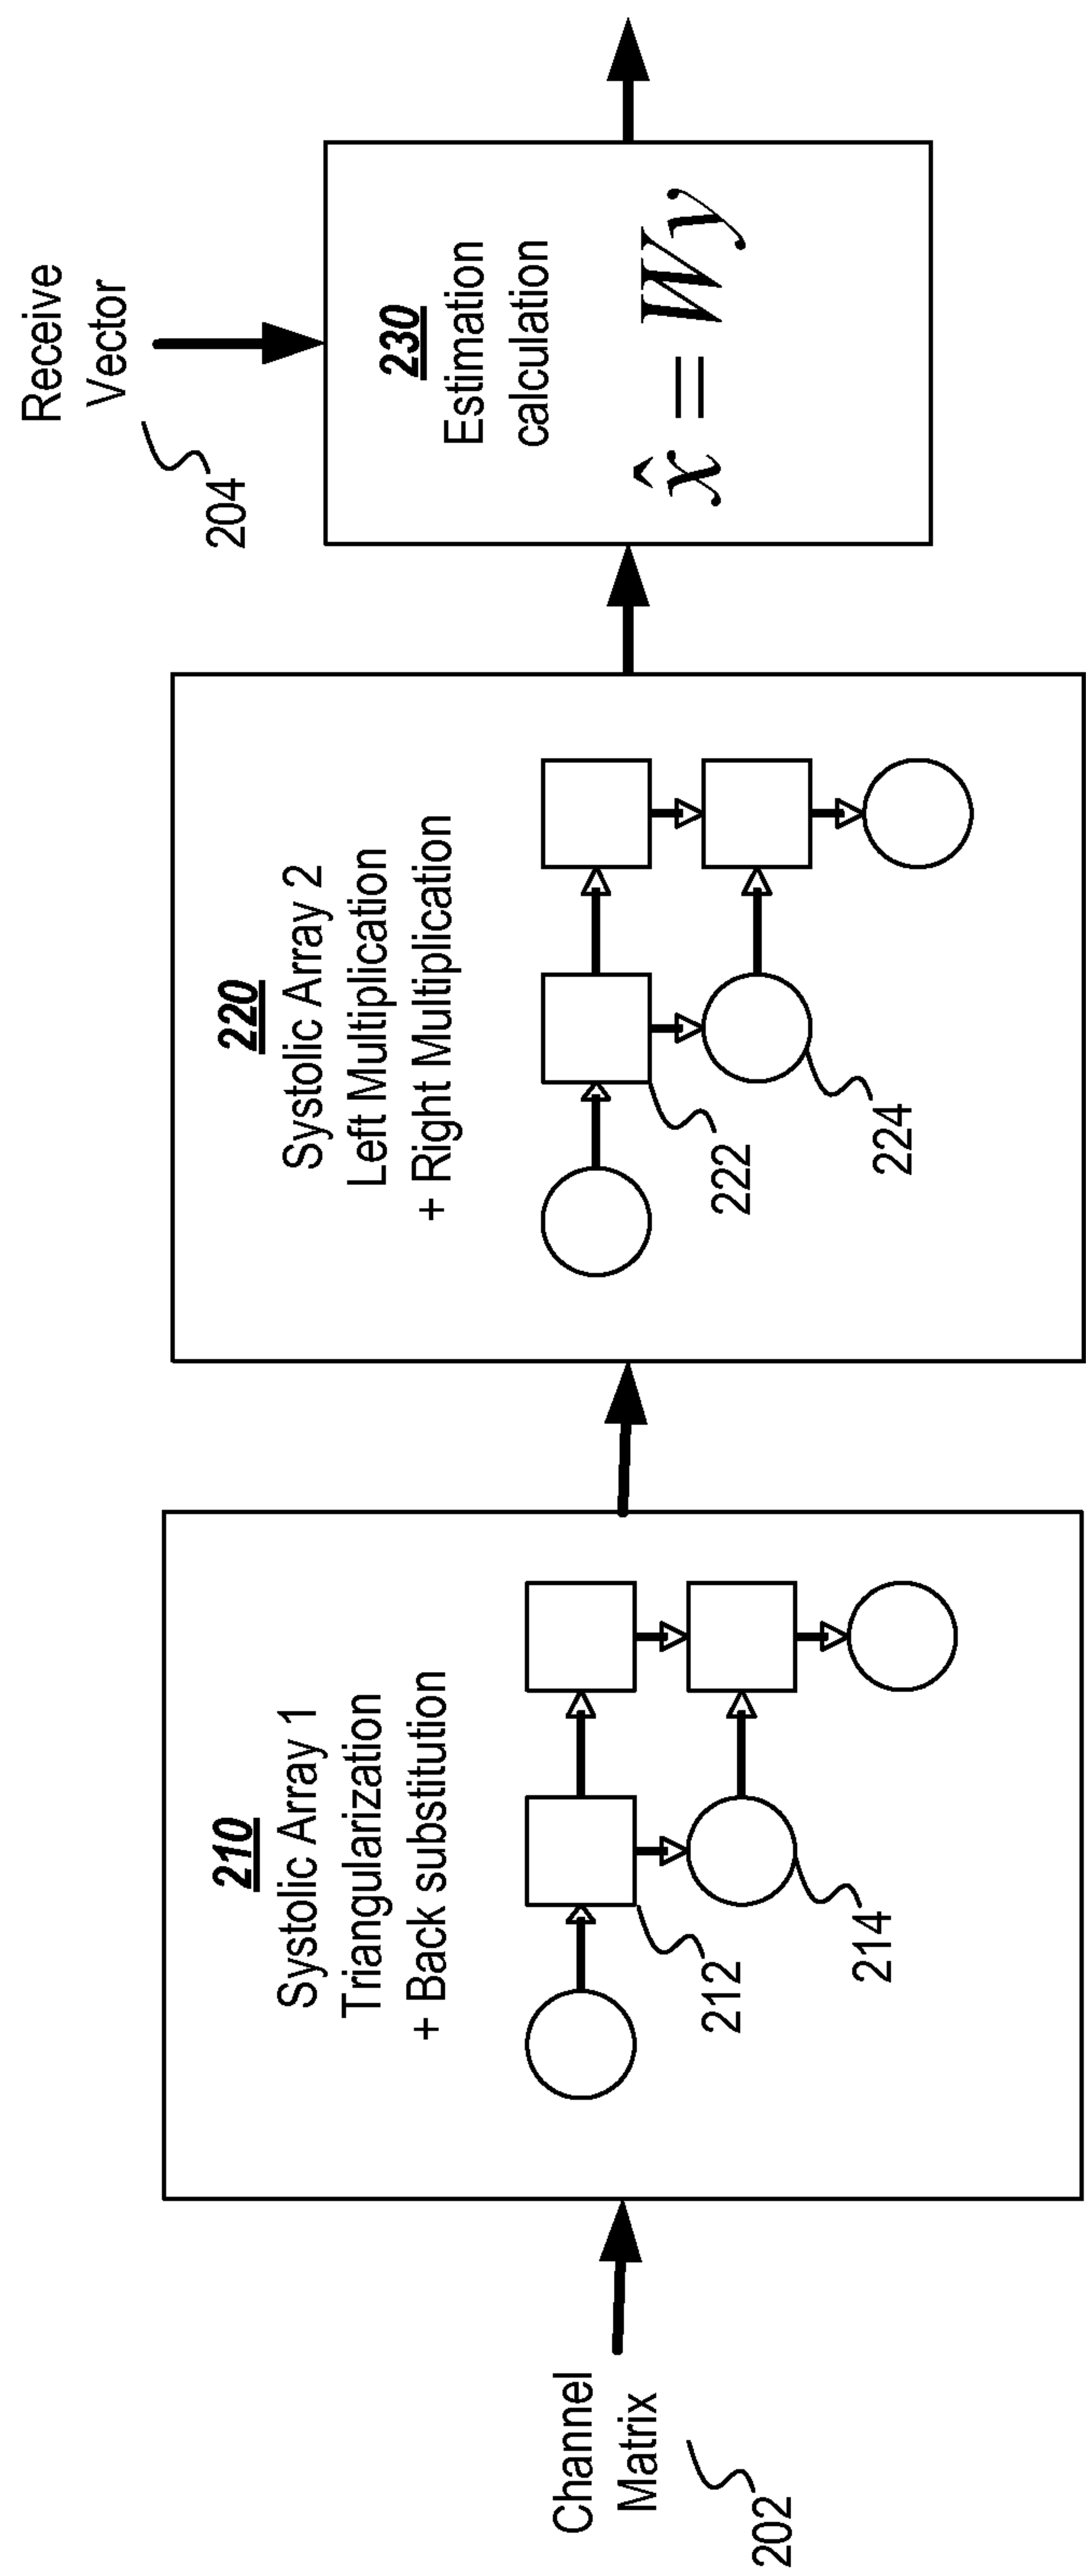 Channel
Matrix
202
210
Systolic Array 1
Triangularization
+ Back substitution
212
214
220
Systolic Array 2
Left Multiplication
+ Right Multiplication
222
224
Receive
Vector
204
230
Estimation
calculation
x̂ = Wy